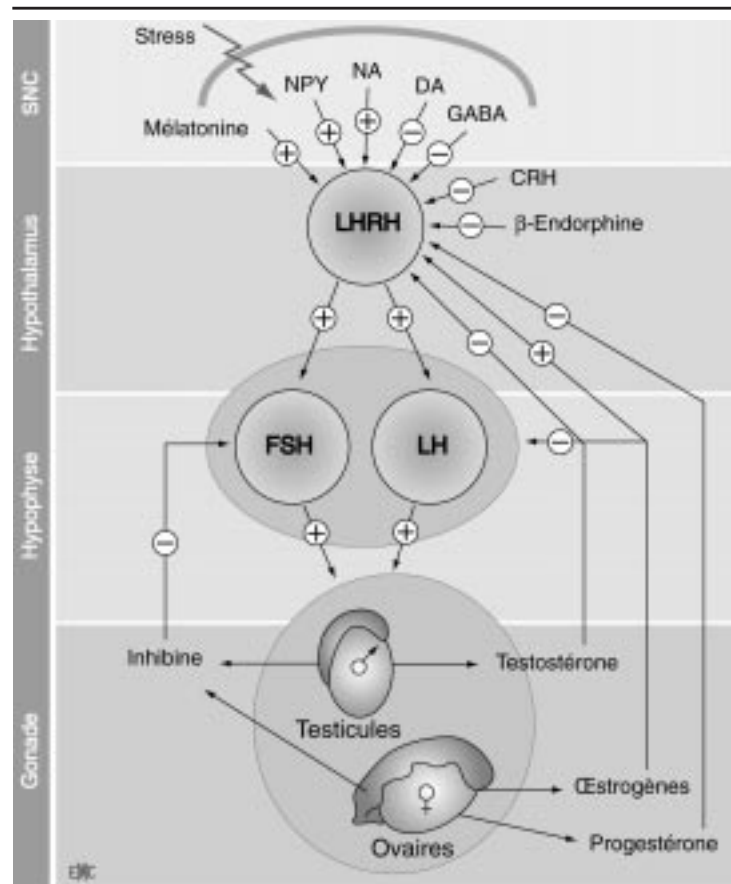 Stress
NPY
NA
DA
GABA
Mélatonine
CRH
LHRH
β-Endorphine
SNC
Hypothalamus
Hypophyse
Gonade
FSH
LH
Inhibine
Testostérone
Testicules
Œstrogènes
Ovaires
Progestérone